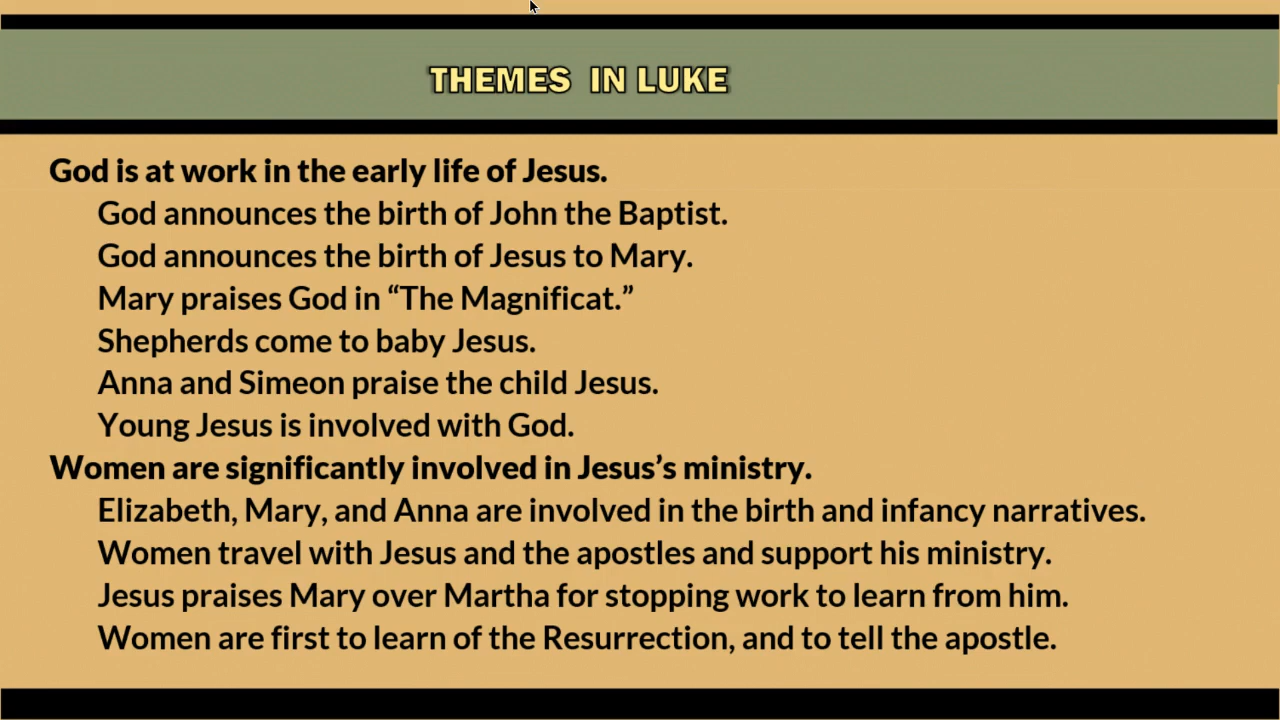 THEMES IN LUKE
God is at work in the early life of Jesus.
God announces the birth of John the Baptist.
God announces the birth of Jesus to Mary.
Mary praises God in “The Magnificat.”
Shepherds come to baby Jesus.
Anna and Simeon praise the child Jesus.
Young Jesus is involved with God.
Women are significantly involved in Jesus’s ministry.
Elizabeth, Mary, and Anna are involved in the birth and infancy narratives.
Women travel with Jesus and the apostles and support his ministry.
Jesus praises Mary over Martha for stopping work to learn from him.
Women are first to learn of the Resurrection, and to tell the apostle.